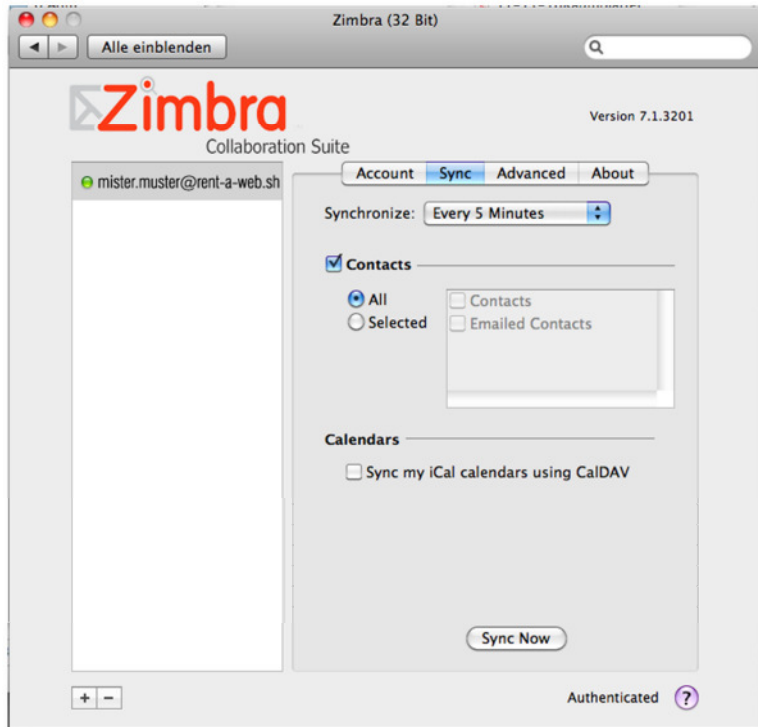 Zimbra (32 Bit)
Alle einblenden
Zimbra
Collaboration Suite
Version 7.1.3201
mister.muster@rent-a-web.sh
Account Sync Advanced About
Synchronize: Every 5 Minutes
Contacts
All
Selected
Contacts
Emailed Contacts
Calendars
Sync my iCal calendars using CalDAV
Sync Now
+ −
Authenticated ?